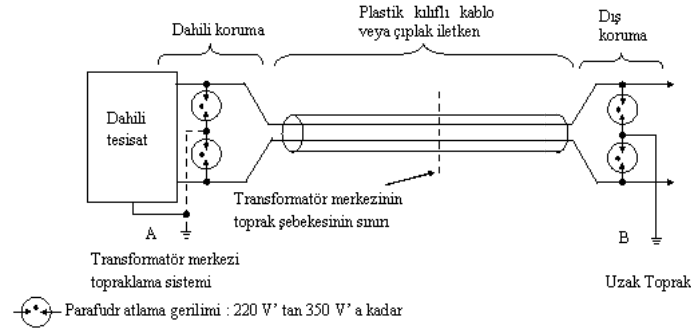 Dahili koruma
Plastik kılıflı kablo
veya çıplak iletken
Dış
koruma
Dahili
tesisat
Transformatör merkezinin
toprak şebekesinin sınırı
A
B
Transformatör merkezi
topraklama sistemi
Uzak Toprak
Parafudr atlama gerilimi : 220 V' tan 350 V' a kadar